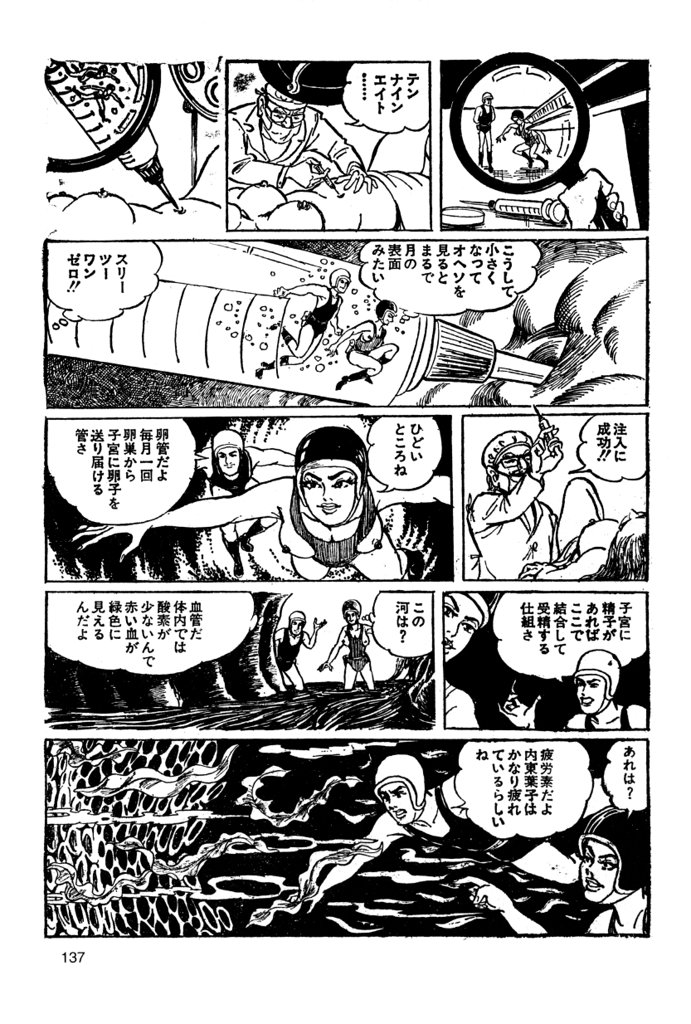 テン
ナイン
エイト
……
こうして
小さく
なって
オヘソを
見ると
まるで
月の
表面
みたい
スリー
ツー
ワン
ゼロ!!
注入に
成功!!
ひどい
ところね
卵管だよ
毎月一回
卵巣から
子宮に卵子を
送り届ける
管さ
子宮に
精子が
あれば
ここで
結合して
受精する
仕組さ
この
河は?
血管だ
体内では
酸素が
少ないんで
赤い血が
緑色に
見える
んだよ
あれは?
疲労素だよ
内東葉子は
かなり疲れ
ているらしい
ね
137